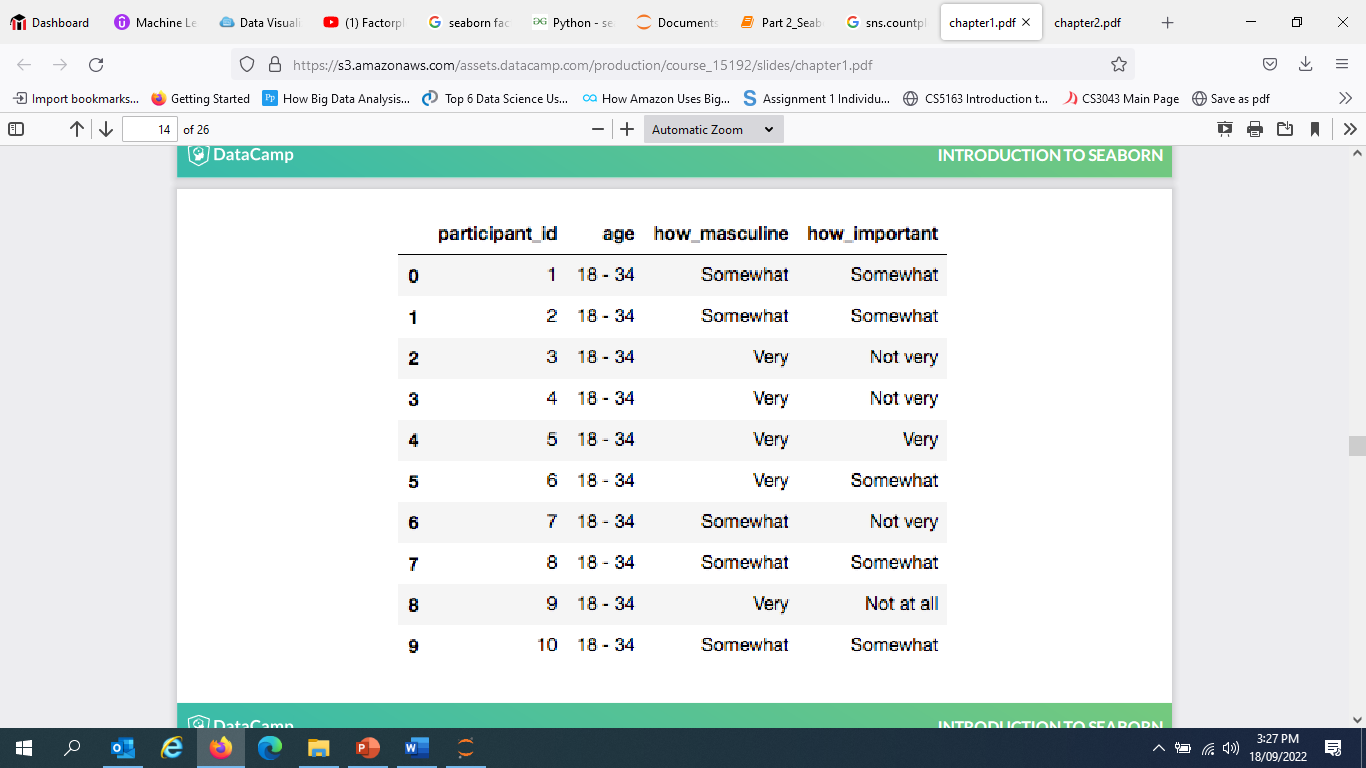 Dashboard Machine Le Data Visuali (1) Factorpl seaborn fac Python - se Documents Part 2_Seab sns.countpl chapter1.pdf chapter2.pdf
https://s3.amazonaws.com/assets.datacamp.com/production/course_15192/slides/chapter1.pdf
Import bookmarks... Getting Started Pp How Big Data Analysis... Top 6 Data Science Us... How Amazon Uses Big... Assignment 1 Individu... CS5163 Introduction t... CS3043 Main Page Save as pdf
14 of 26 Automatic Zoom
DataCamp INTRODUCTION TO SEABORN
participant_id age how_masculine how_important
0 1 18 - 34 Somewhat Somewhat
1 2 18 - 34 Somewhat Somewhat
2 3 18 - 34 Very Not very
3 4 18 - 34 Very Not very
4 5 18 - 34 Very Very
5 6 18 - 34 Very Somewhat
6 7 18 - 34 Somewhat Not very
7 8 18 - 34 Somewhat Somewhat
8 9 18 - 34 Very Not at all
9 10 18 - 34 Somewhat Somewhat
DataCamp INTRODUCTION TO SEABORN
3:27 PM
18/09/2022